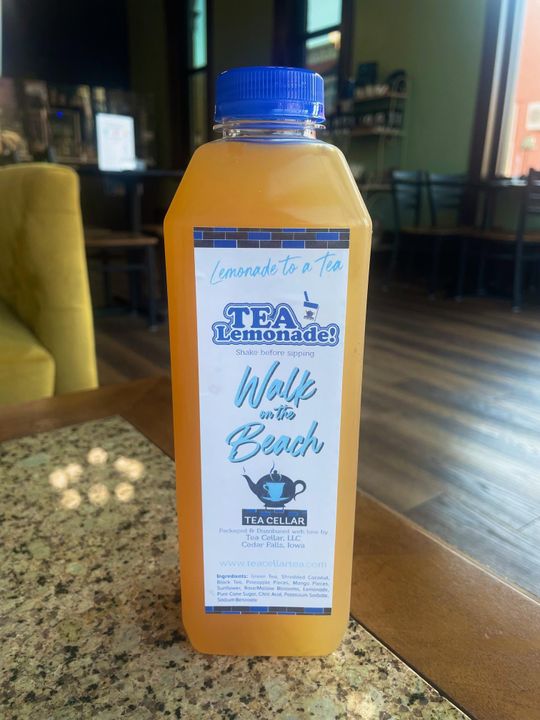 Lemonade to a Tea
TEA
Lemonade!
Shake before sipping
Walk
on the
Beach
TEA CELLAR
Packaged & Distributed with love by
Tea Cellar, LLC
Cedar Falls, Iowa
www.teacellartea.com
Ingredients: Green Tea, Shredded Coconut,
Black Tea, Pineapple Pieces, Mango Pieces,
Sunflower, Rose/Mallow Blossoms, Lemonade,
Pure Cane Sugar, Citric Acid, Potassium Sorbate,
Sodium Benzoate